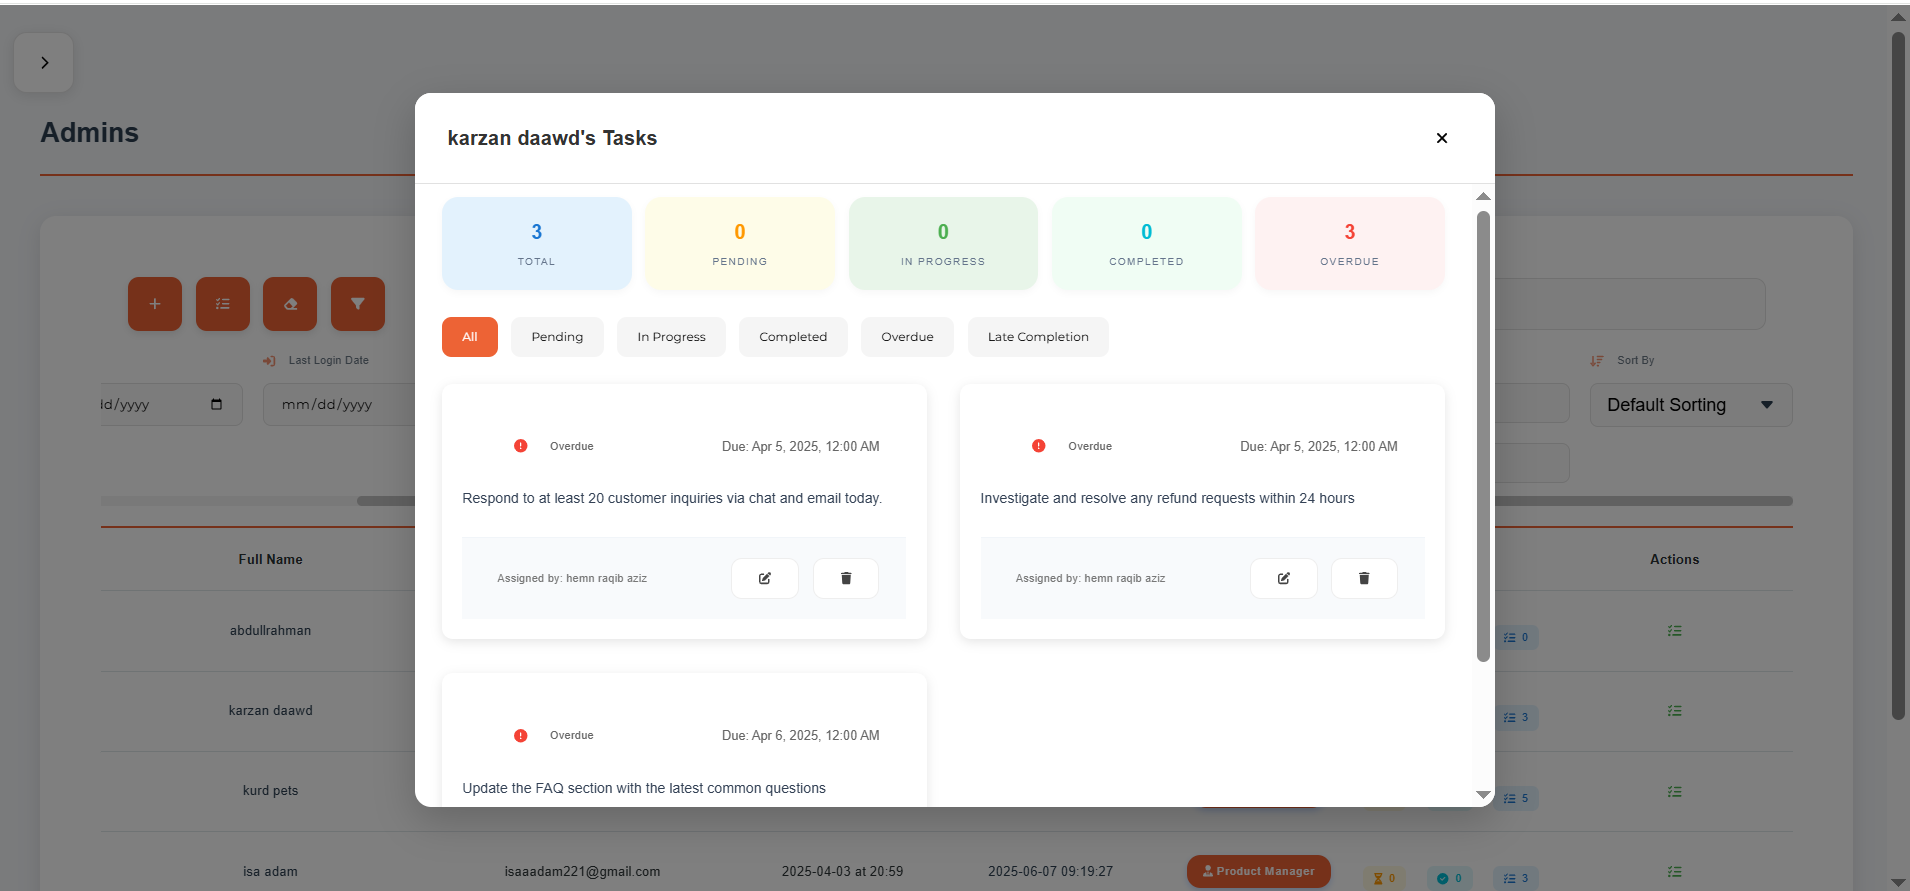 Admins
karzan daawd's Tasks
3
TOTAL
0
PENDING
0
IN PROGRESS
0
COMPLETED
3
OVERDUE
All
Pending
In Progress
Completed
Overdue
Late Completion
Last Login Date
Sort By
dd/yyyy
mm/dd/yyyy
Default Sorting
Overdue
Due: Apr 5, 2025, 12:00 AM
Respond to at least 20 customer inquiries via chat and email today.
Assigned by: hemn raqib aziz
Overdue
Due: Apr 5, 2025, 12:00 AM
Investigate and resolve any refund requests within 24 hours
Assigned by: hemn raqib aziz
Overdue
Due: Apr 6, 2025, 12:00 AM
Update the FAQ section with the latest common questions
Full Name
Actions
abdullrahman
0
karzan daawd
3
kurd pets
5
isa adam
isaaadam221@gmail.com
2025-04-03 at 20:59
2025-06-07 09:19:27
Product Manager
0
0
3